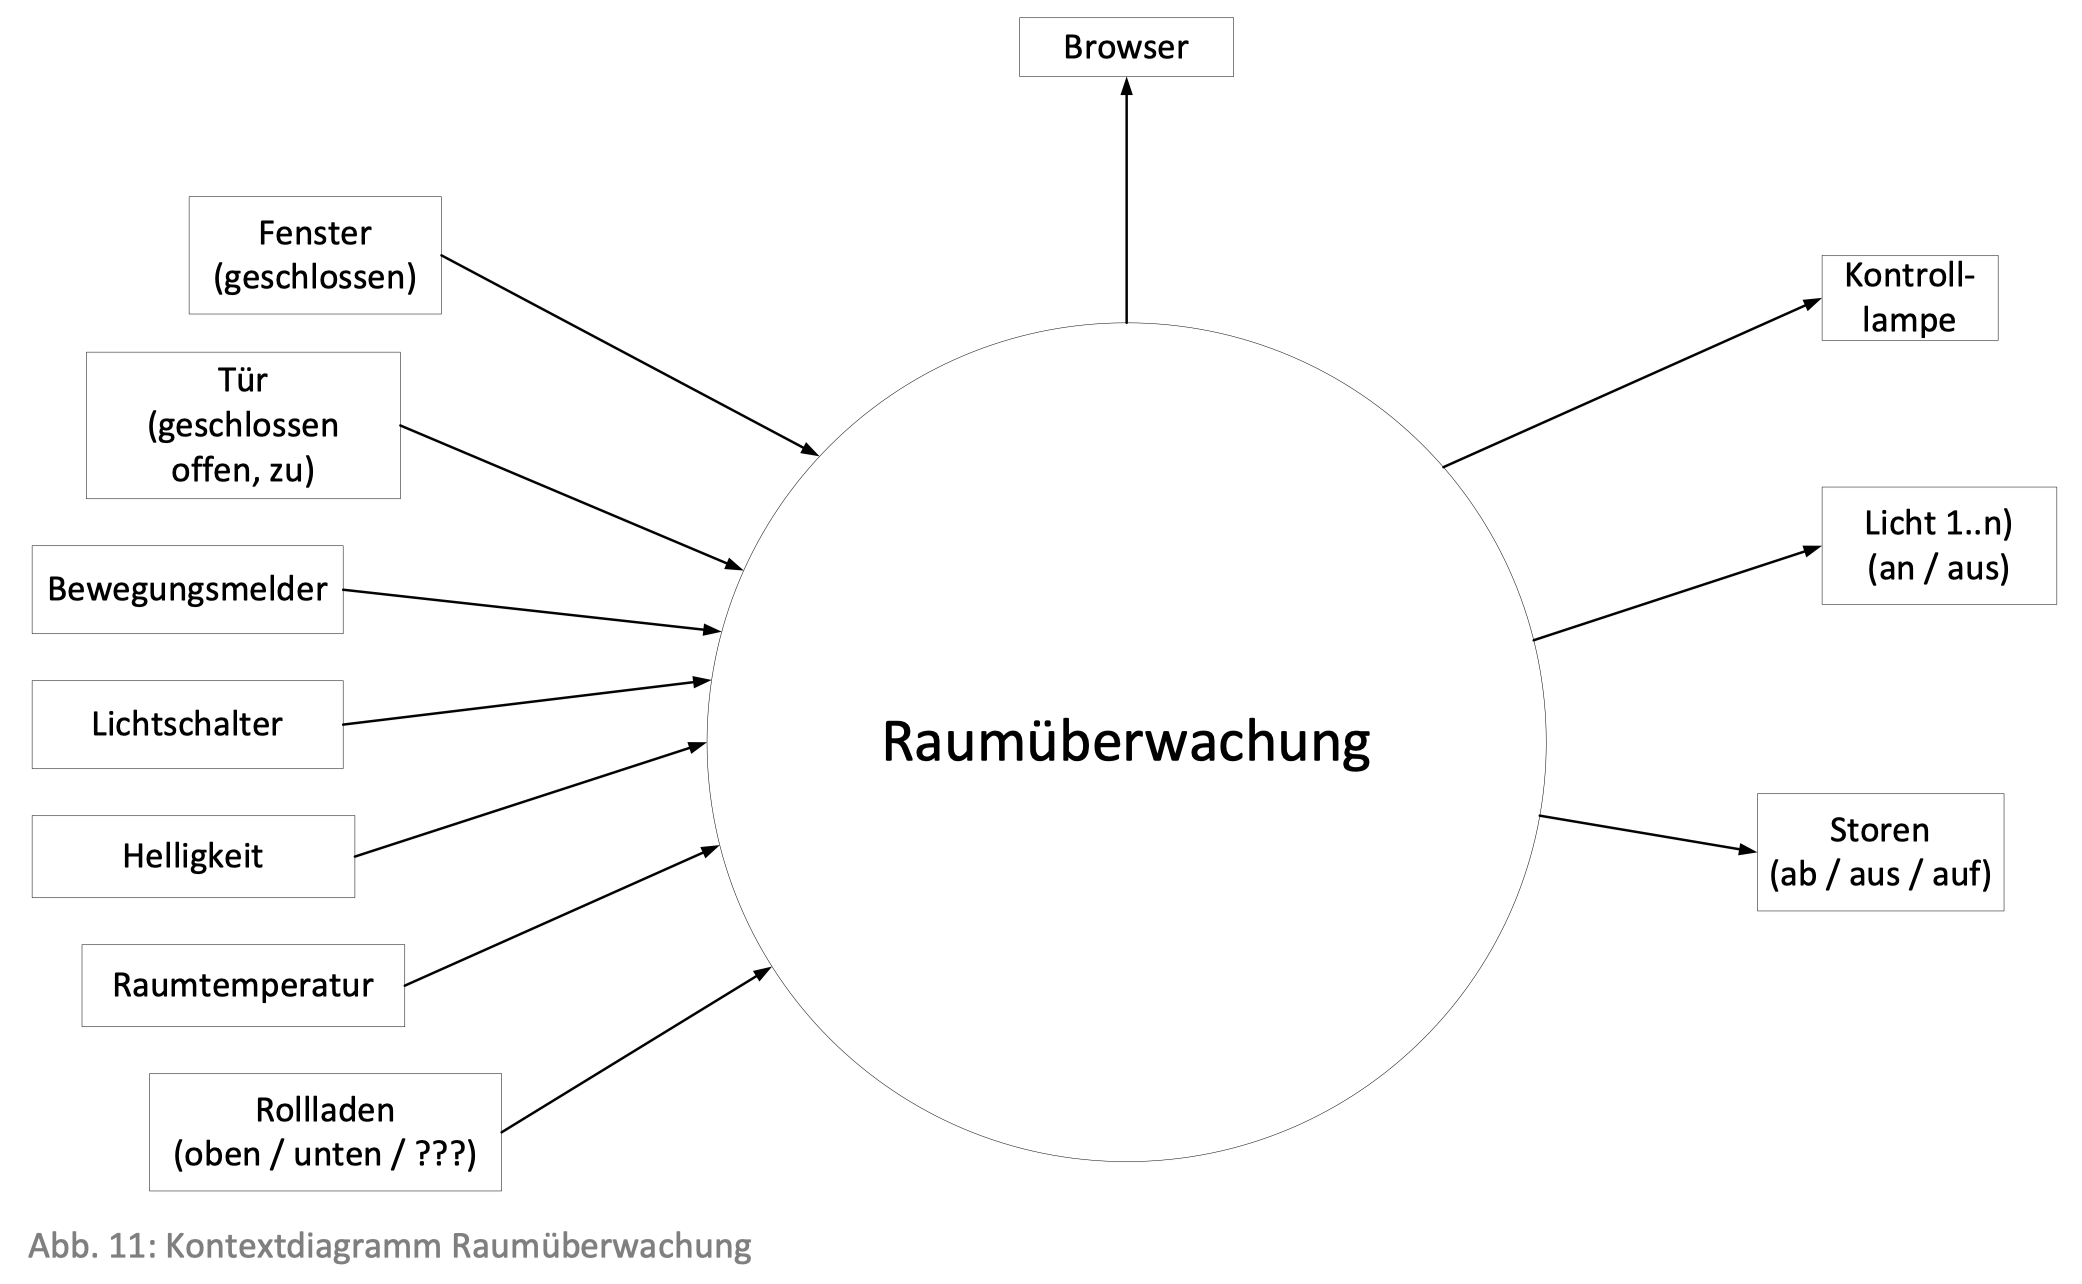 Browser
Fenster
(geschlossen)
Tür
(geschlossen
offen, zu)
Bewegungsmelder
Lichtschalter
Helligkeit
Raumtemperatur
Rollladen
(oben / unten / ???)
Raumüberwachung
Kontroll-
lampe
Licht 1..n)
(an / aus)
Storen
(ab / aus / auf)
Abb. 11: Kontextdiagramm Raumüberwachung